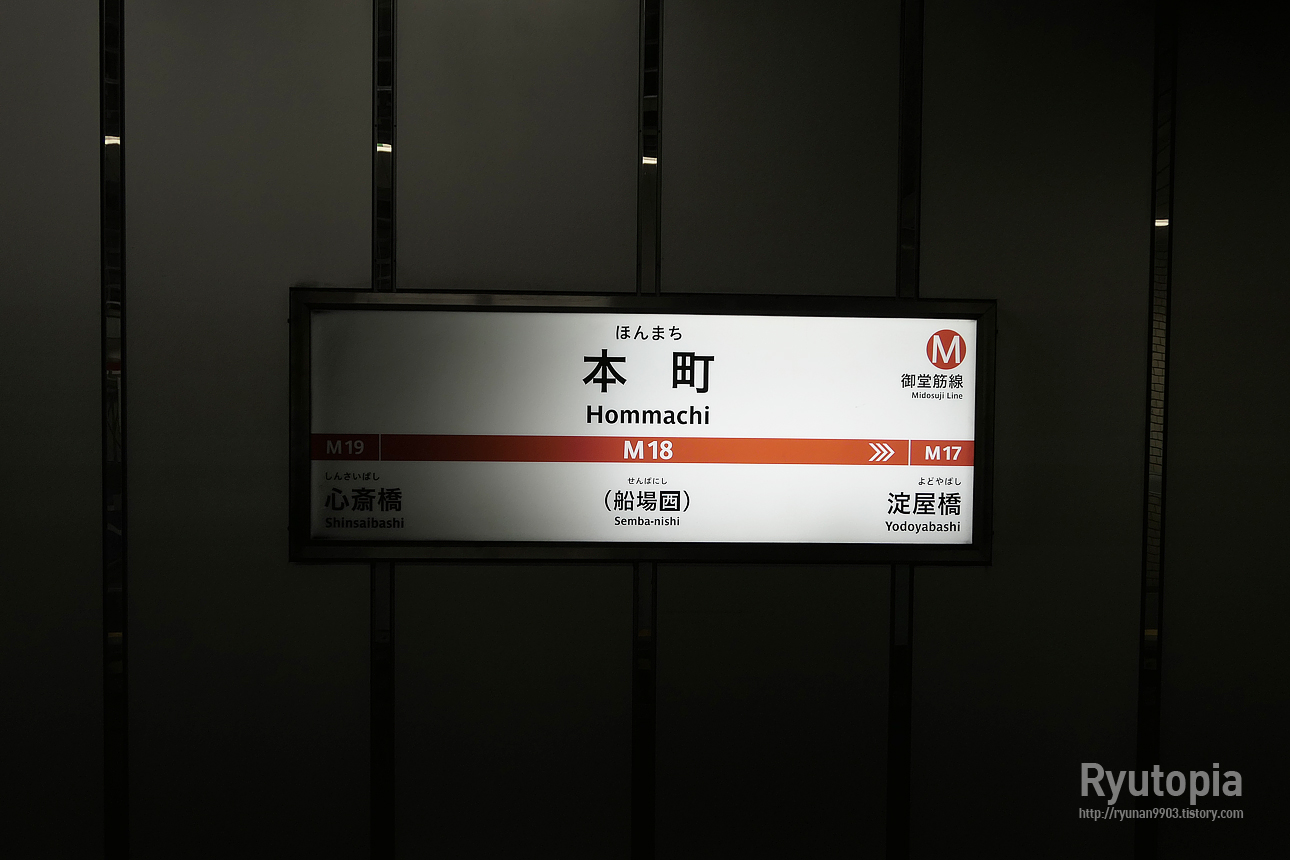 ほんまち
本町
Hommachi
M
御堂筋線
Midosuji Line
M19
M18
M17
しんさいばし
心斎橋
Shinsaibashi
せんばにし
（船場西）
Semba-nishi
よどやばし
淀屋橋
Yodoyabashi
Ryutopia
http://ryunan9903.tistory.com